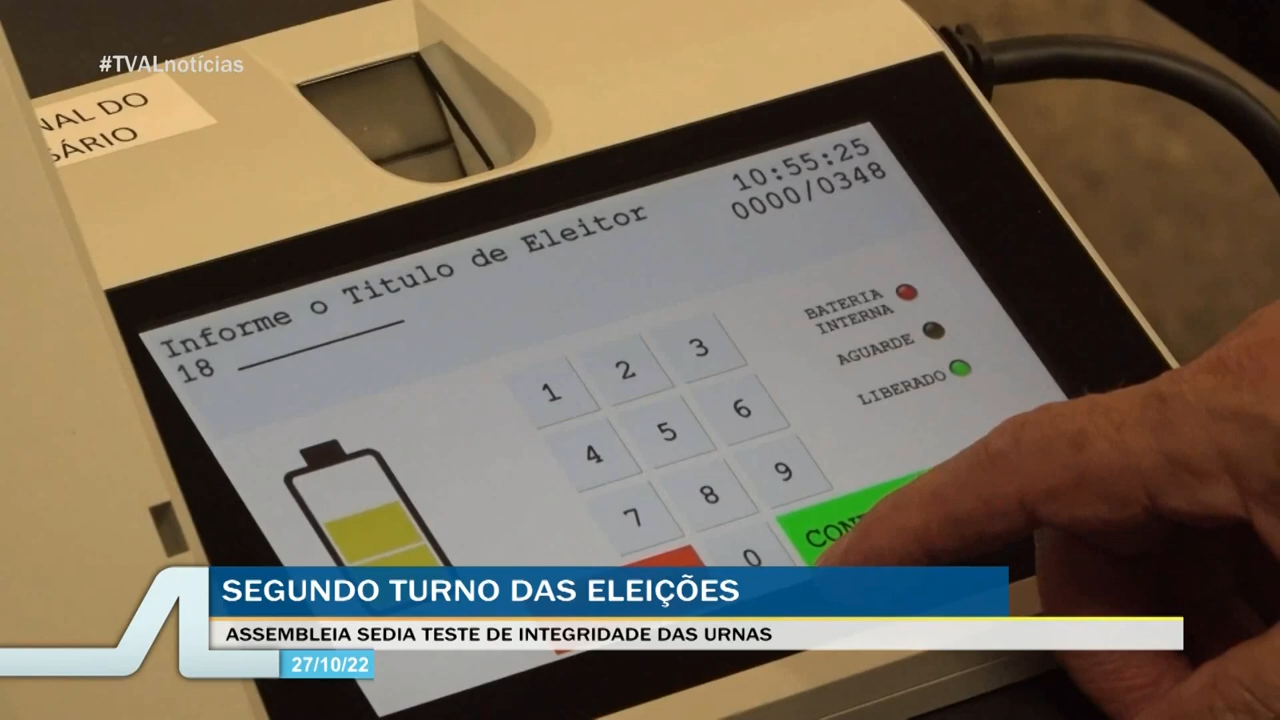 #TVALnotícias
DO
10:55:25
0000/0348
Informe o Titulo de Eleitor
18
BATERIA
INTERNA
AGUARDE
LIBERADO
1 2 3
4 5 6
7 8 9
0
SEGUNDO TURNO DAS ELEIÇÕES
ASSEMBLEIA SEDIA TESTE DE INTEGRIDADE DAS URNAS
27/10/22